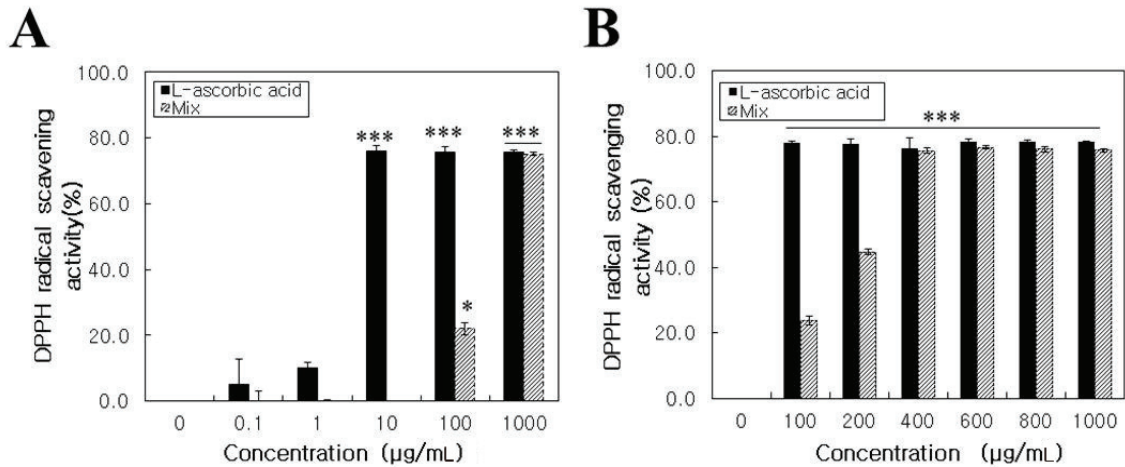 A
DPPH radical scavening
activity(%)
100.0
80.0
60.0
40.0
20.0
0.0
L-ascorbic acid
Mix
***
***
***
*
0 0.1 1 10 100 1000
Concentration (µg/mL)
B
DPPH radical scavenging
activity (%)
100.0
80.0
60.0
40.0
20.0
0.0
L-ascorbic acid
Mix
***
0 100 200 400 600 800 1000
Concentration (µg/mL)